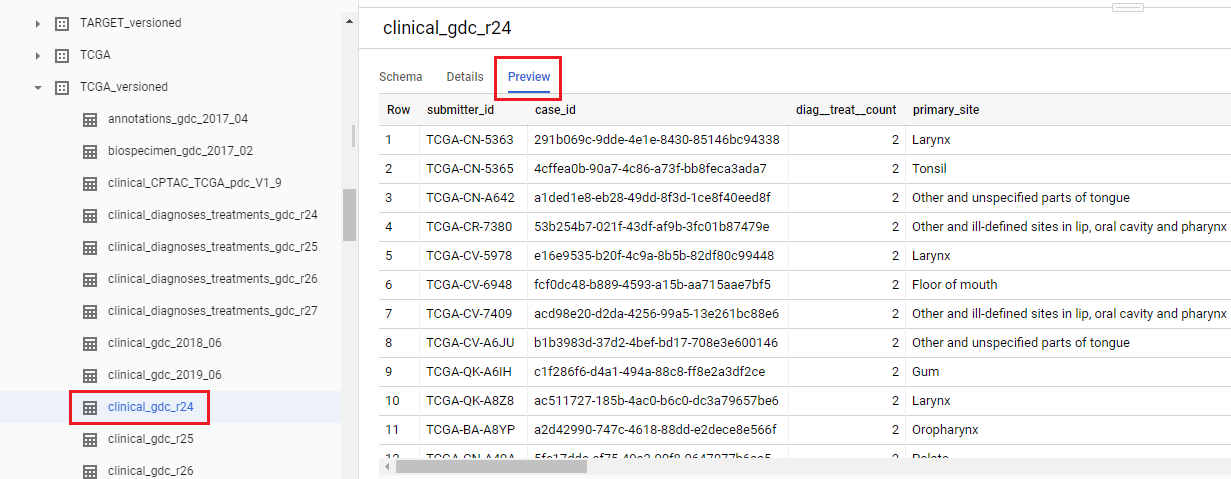 TARGET_versioned
TCGA
TCGA_versioned
annotations_gdc_2017_04
biospecimen_gdc_2017_02
clinical_CPTAC_TCGA_pdc_V1_9
clinical_diagnoses_treatments_gdc_r24
clinical_diagnoses_treatments_gdc_r25
clinical_diagnoses_treatments_gdc_r26
clinical_diagnoses_treatments_gdc_r27
clinical_gdc_2018_06
clinical_gdc_2019_06
clinical_gdc_r24
clinical_gdc_r25
clinical_gdc_r26
clinical_gdc_r24
Schema Details Preview
Row submitter_id case_id diag__treat__count primary_site
1 TCGA-CN-5363 291b069c-9dde-4e1e-8430-85146bc94338 2 Larynx
2 TCGA-CN-5365 4cffea0b-90a7-4c86-a73f-bb8feca3ada7 2 Tonsil
3 TCGA-CN-A642 a1ded1e8-eb28-49dd-8f3d-1ce8f40eed8f 2 Other and unspecified parts of tongue
4 TCGA-CR-7380 53b254b7-021f-43df-af9b-3fc01b87479e 2 Other and ill-defined sites in lip, oral cavity and pharynx
5 TCGA-CV-5978 e16e9535-b20f-4c9a-8b5b-82df80c99448 2 Larynx
6 TCGA-CV-6948 fcf0dc48-b889-4593-a15b-aa715aae7bf5 2 Floor of mouth
7 TCGA-CV-7409 acd98e20-d2da-4256-99a5-13e261bc88e6 2 Other and ill-defined sites in lip, oral cavity and pharynx
8 TCGA-CV-A6JU b1b3983d-37d2-4bef-bd17-708e3e600146 2 Other and unspecified parts of tongue
9 TCGA-QK-A6IH c1f286f6-d4a1-494a-88c8-ff8e2a3df2ce 2 Gum
10 TCGA-QK-A8Z8 ac511727-185b-4ac0-b6c0-dc3a79657be6 2 Larynx
11 TCGA-BA-A8YP a2d42990-747c-4618-88dd-e2dece8e566f 2 Oropharynx